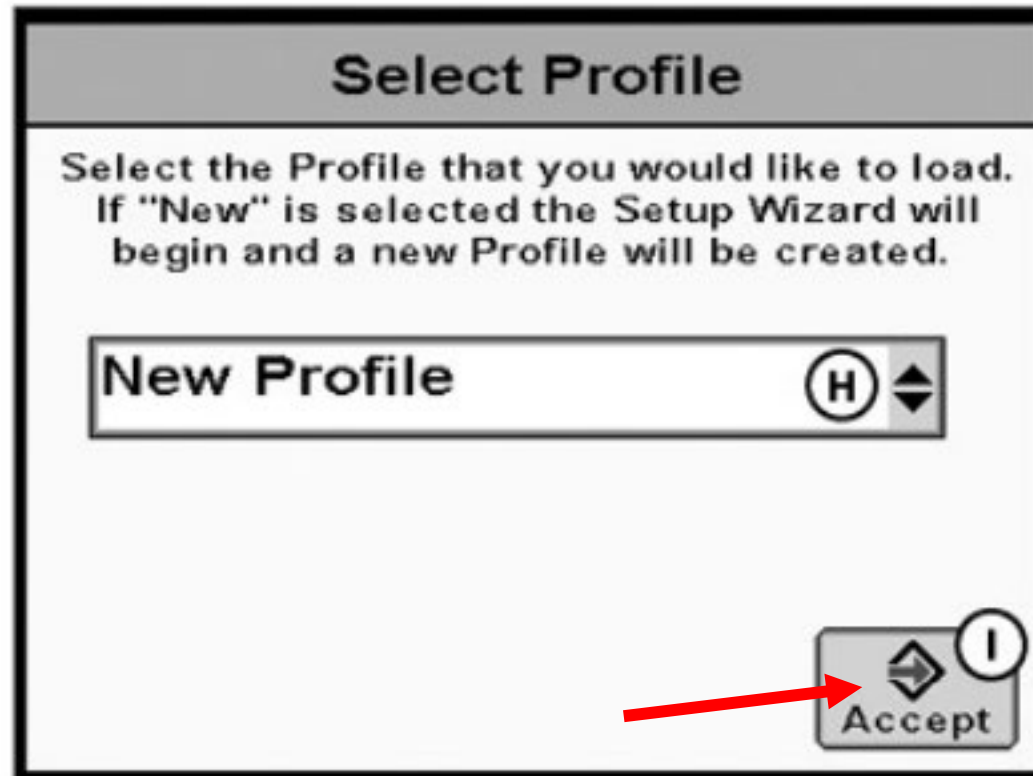 Select Profile
Select the Profile that you would like to load.
If "New" is selected the Setup Wizard will
begin and a new Profile will be created.
New Profile
H
I
Accept